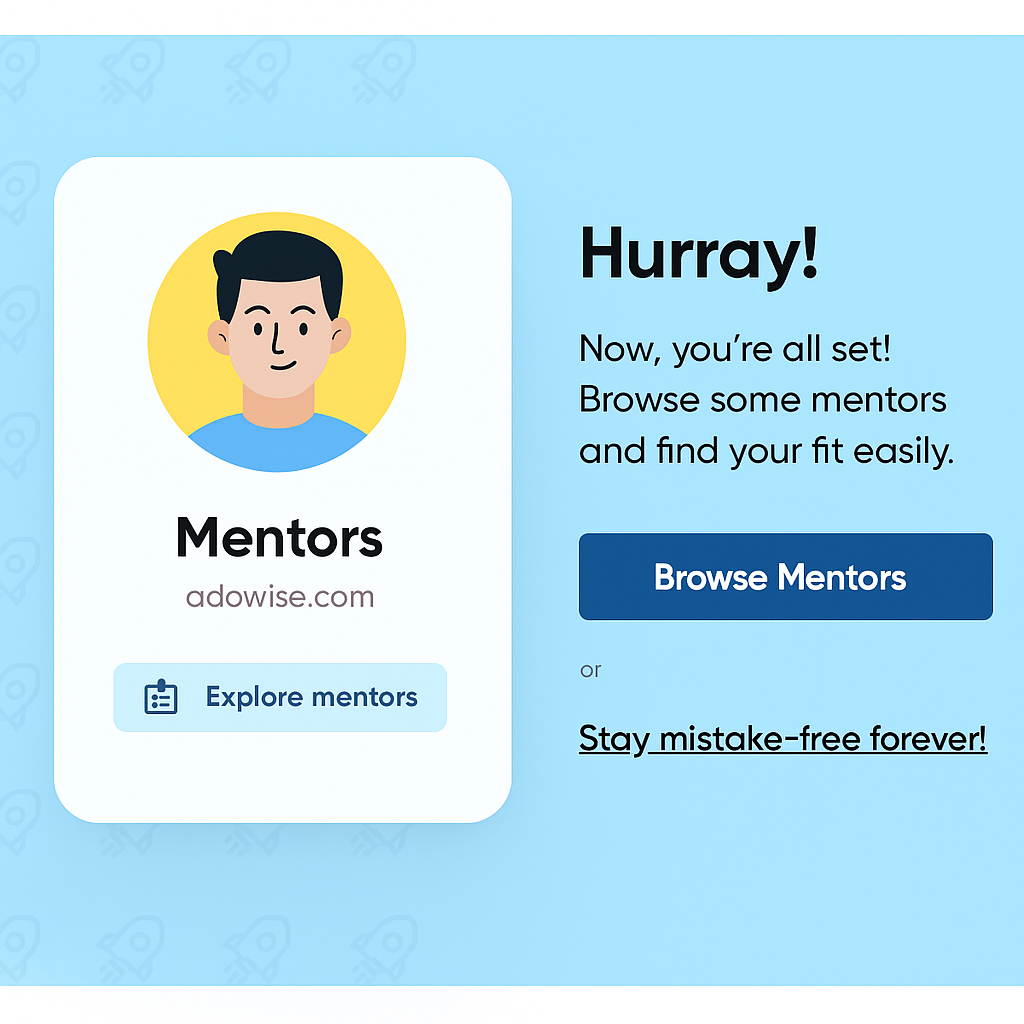 Mentors
adowise.com
Explore mentors
Hurray!
Now, you’re all set!
Browse some mentors
and find your fit easily.
Browse Mentors
or
Stay mistake-free forever!